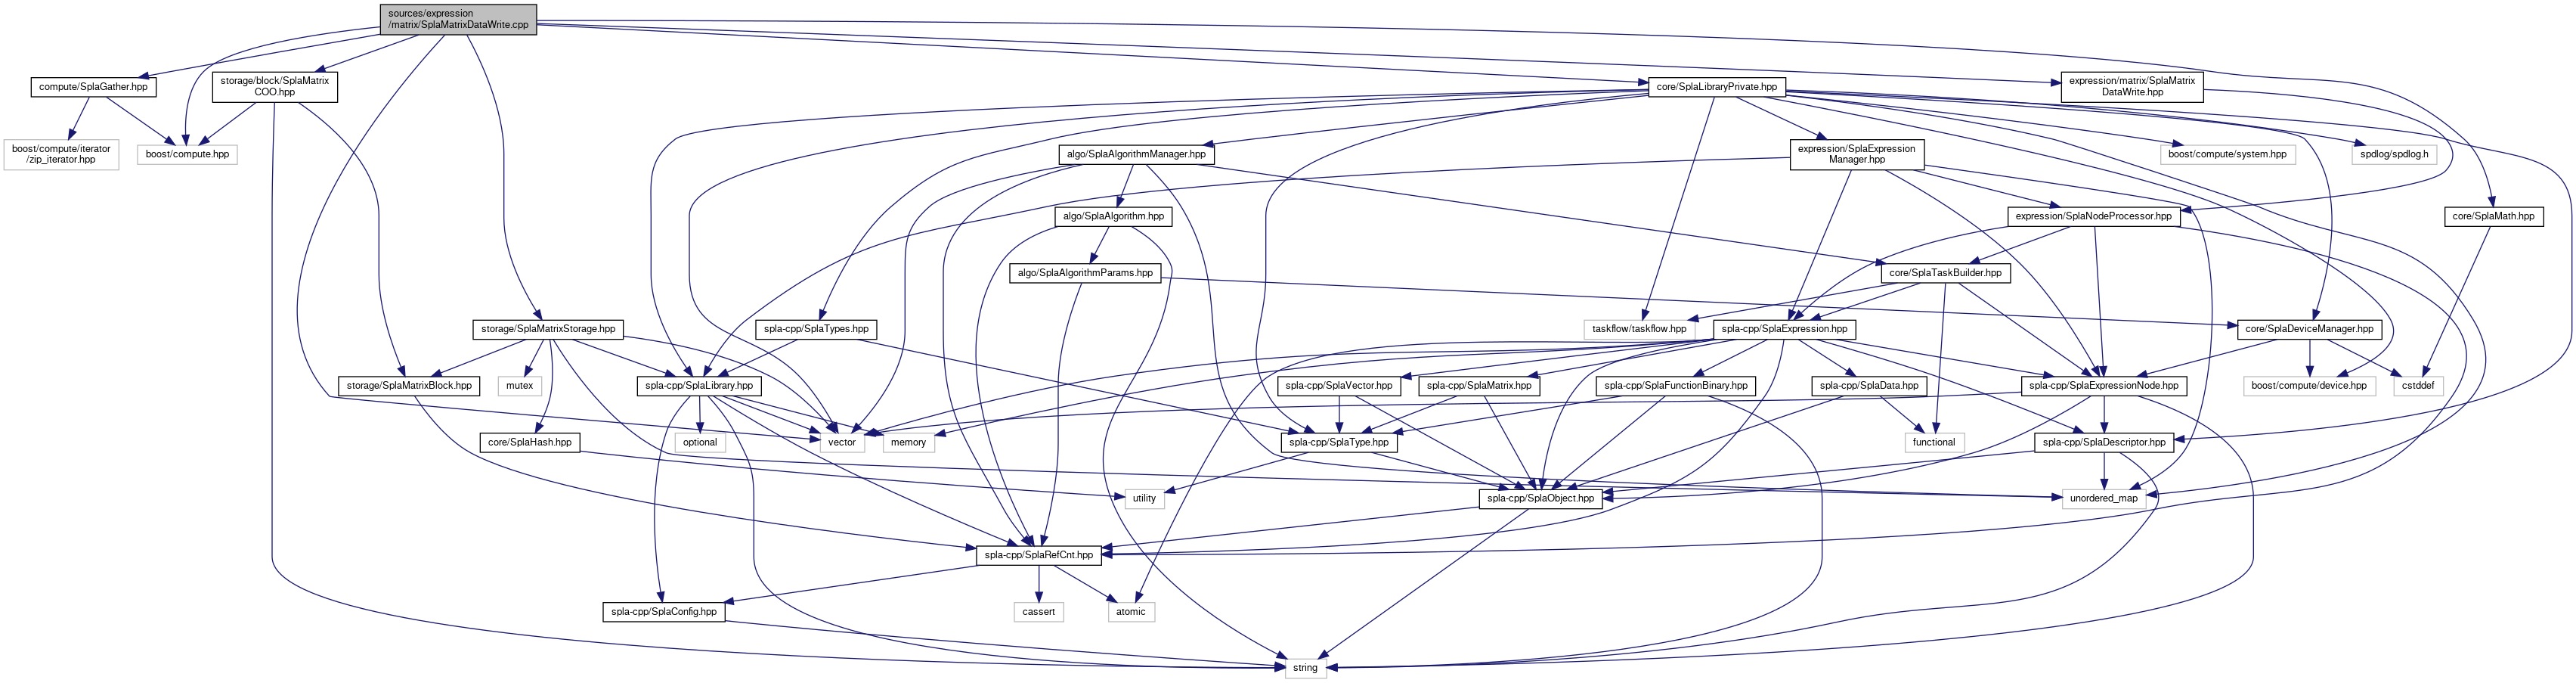 sources/expression
/matrix/SplaMatrixDataWrite.cpp
compute/SplaGather.hpp
storage/block/SplaMatrix
COO.hpp
core/SplaLibraryPrivate.hpp
expression/matrix/SplaMatrix
DataWrite.hpp
boost/compute/iterator
/zip_iterator.hpp
boost/compute.hpp
algo/SplaAlgorithmManager.hpp
expression/SplaExpression
Manager.hpp
boost/compute/system.hpp
spdlog/spdlog.h
algo/SplaAlgorithm.hpp
expression/SplaNodeProcessor.hpp
core/SplaMath.hpp
algo/SplaAlgorithmParams.hpp
core/SplaTaskBuilder.hpp
storage/SplaMatrixStorage.hpp
spla-cpp/SplaTypes.hpp
taskflow/taskflow.hpp
spla-cpp/SplaExpression.hpp
core/SplaDeviceManager.hpp
storage/SplaMatrixBlock.hpp
mutex
spla-cpp/SplaLibrary.hpp
spla-cpp/SplaVector.hpp
spla-cpp/SplaMatrix.hpp
spla-cpp/SplaFunctionBinary.hpp
spla-cpp/SplaData.hpp
spla-cpp/SplaExpressionNode.hpp
boost/compute/device.hpp
cstddef
core/SplaHash.hpp
optional
vector
memory
spla-cpp/SplaType.hpp
functional
spla-cpp/SplaDescriptor.hpp
utility
spla-cpp/SplaObject.hpp
unordered_map
spla-cpp/SplaRefCnt.hpp
spla-cpp/SplaConfig.hpp
cassert
atomic
string